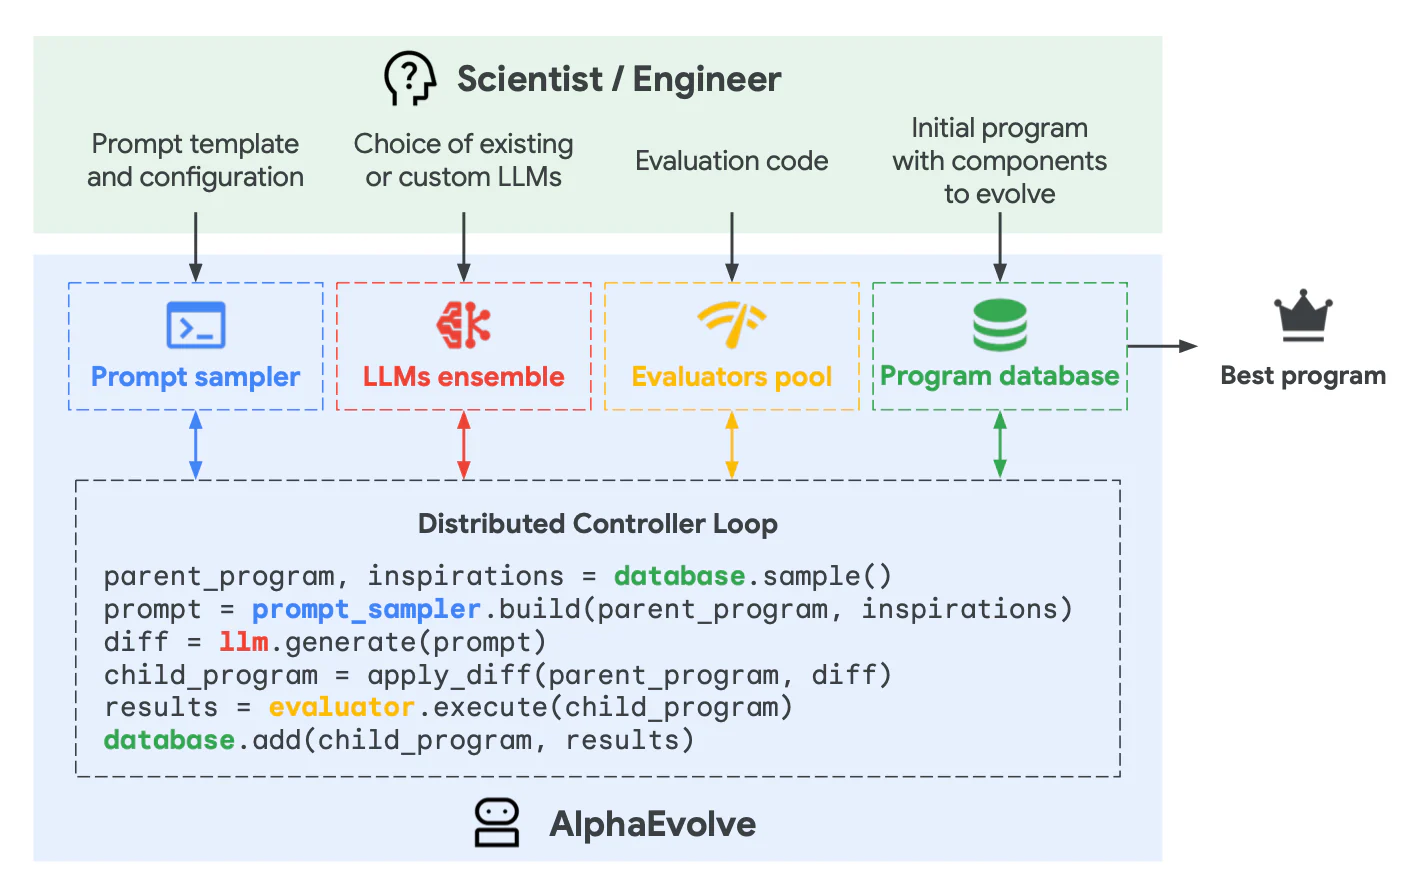 Scientist / Engineer
Prompt template
and configuration
Choice of existing
or custom LLMs
Evaluation code
Initial program
with components
to evolve
Prompt sampler
LLMs ensemble
Evaluators pool
Program database
Best program
Distributed Controller Loop
parent_program, inspirations = database.sample()
prompt = prompt_sampler.build(parent_program, inspirations)
diff = llm.generate(prompt)
child_program = apply_diff(parent_program, diff)
results = evaluator.execute(child_program)
database.add(child_program, results)
AlphaEvolve